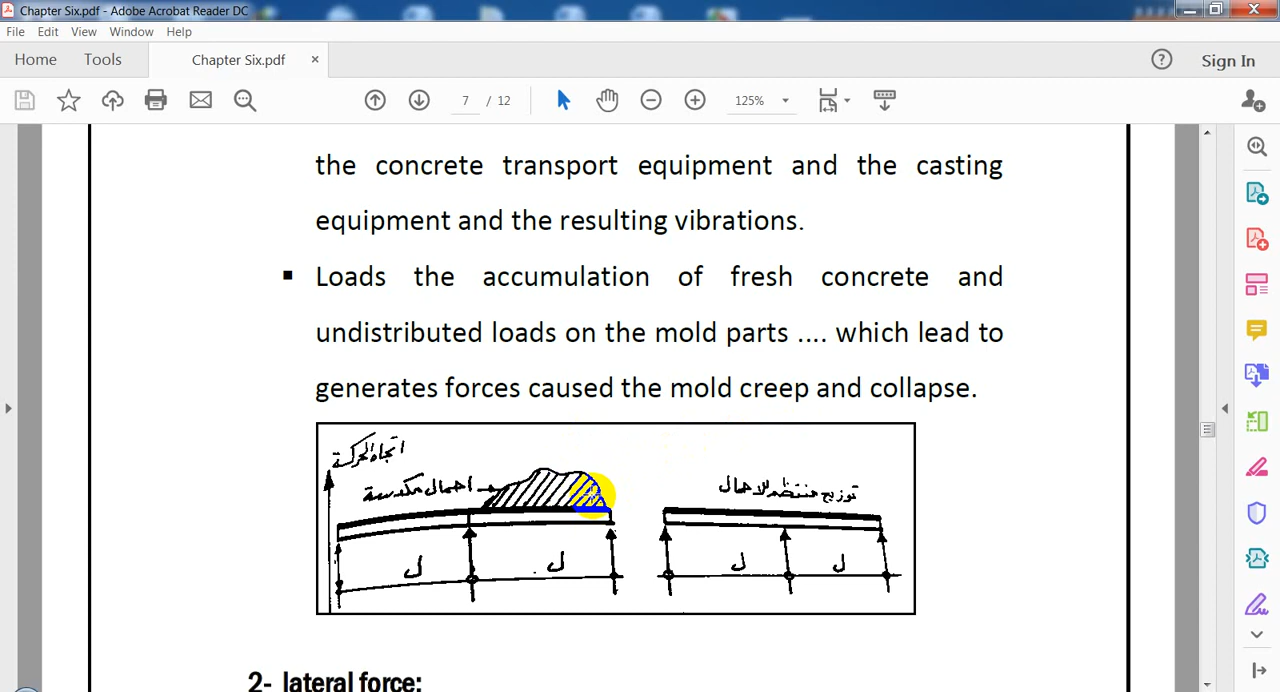 Chapter Six.pdf - Adobe Acrobat Reader DC
File Edit View Window Help
Home Tools Chapter Six.pdf × Sign In
7 / 12 125%
the concrete transport equipment and the casting
equipment and the resulting vibrations.
▪ Loads the accumulation of fresh concrete and
undistributed loads on the mold parts .... which lead to
generates forces caused the mold creep and collapse.
اتجاه الحركة
احمال مكدسة
توزيع منتظم للاحمال
ل ل ل ل
2- lateral force: